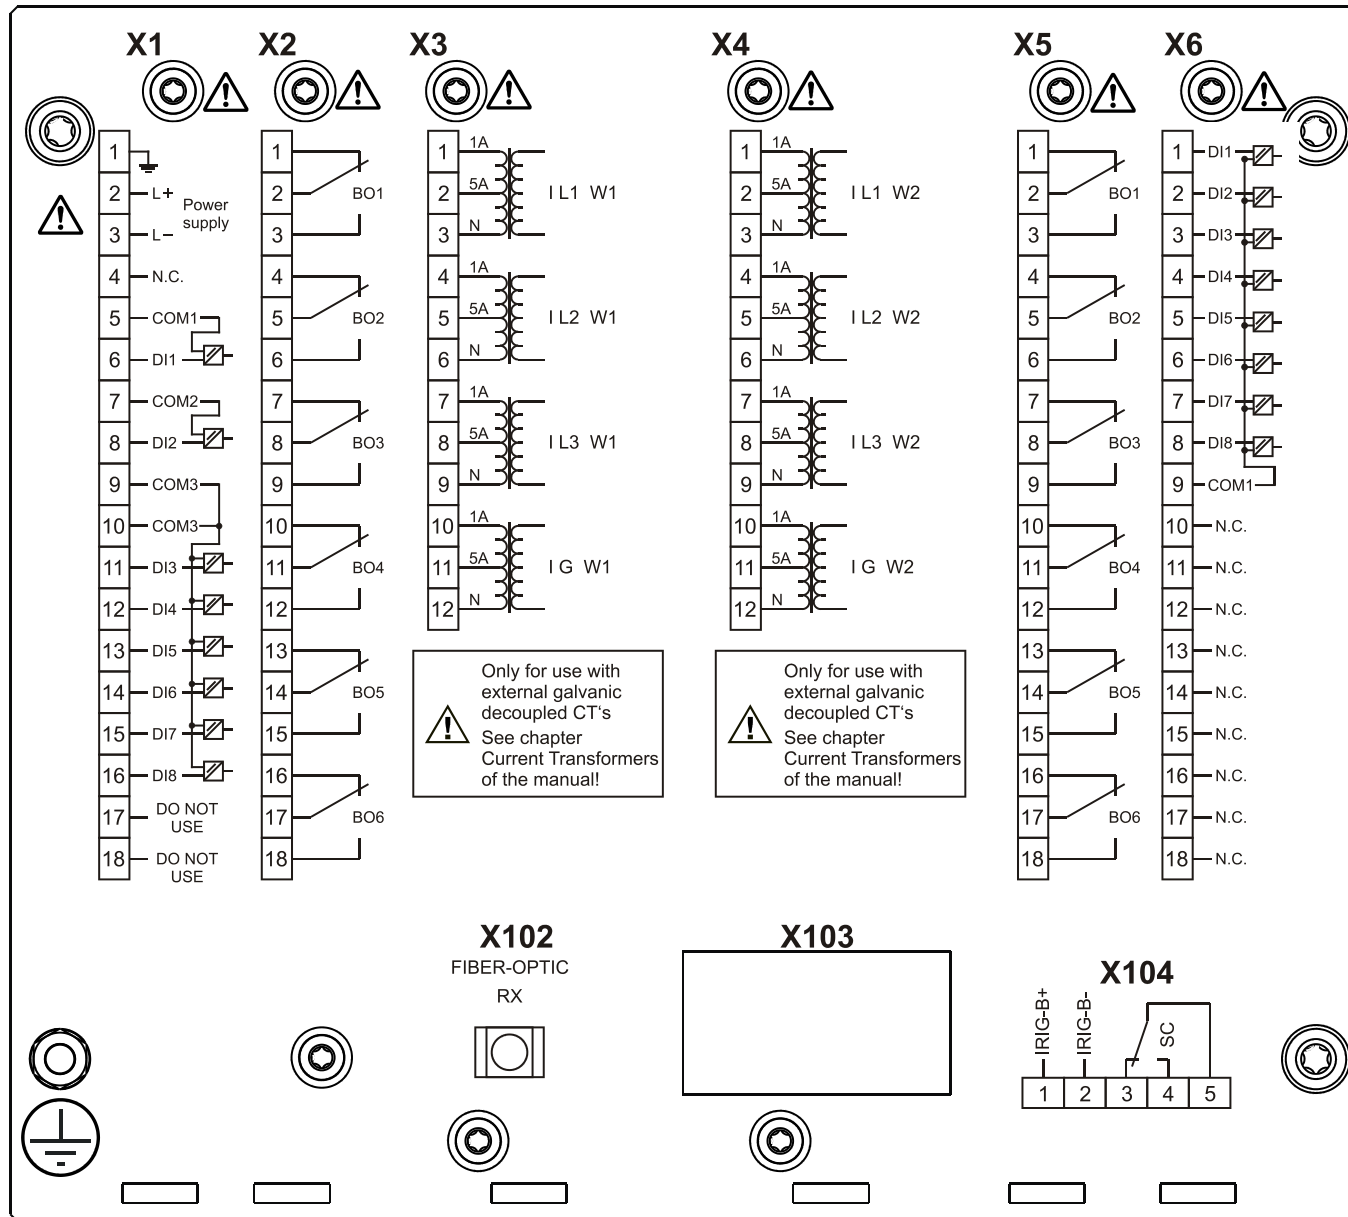 X1
1
2 L+ Power
supply
3 L–
4 N.C.
5 COM1
6 DI1
7 COM2
8 DI2
9 COM3
10 COM3
11 DI3
12 DI4
13 DI5
14 DI6
15 DI7
16 DI8
17 DO NOT
USE
18 DO NOT
USE
X2
1
2 BO1
3
4
5 BO2
6
7
8 BO3
9
10
11 BO4
12
13
14 BO5
15
16
17 BO6
18
X3
1 1A
2 5A I L1 W1
3 N
4 1A
5 5A I L2 W1
6 N
7 1A
8 5A I L3 W1
9 N
10 1A
11 5A I G W1
12 N
Only for use with
external galvanic
decoupled CT‘s
See chapter
Current Transformers
of the manual!
X4
1 1A
2 5A I L1 W2
3 N
4 1A
5 5A I L2 W2
6 N
7 1A
8 5A I L3 W2
9 N
10 1A
11 5A I G W2
12 N
Only for use with
external galvanic
decoupled CT‘s
See chapter
Current Transformers
of the manual!
X5
1
2 BO1
3
4
5 BO2
6
7
8 BO3
9
10
11 BO4
12
13
14 BO5
15
16
17 BO6
18
X6
1 DI1
2 DI2
3 DI3
4 DI4
5 DI5
6 DI6
7 DI7
8 DI8
9 COM1
10 N.C.
11 N.C.
12 N.C.
13 N.C.
14 N.C.
15 N.C.
16 N.C.
17 N.C.
18 N.C.
X102
FIBER-OPTIC
RX
X103
X104
IRIG-B+
IRIG-B-
SC
1 2 3 4 5